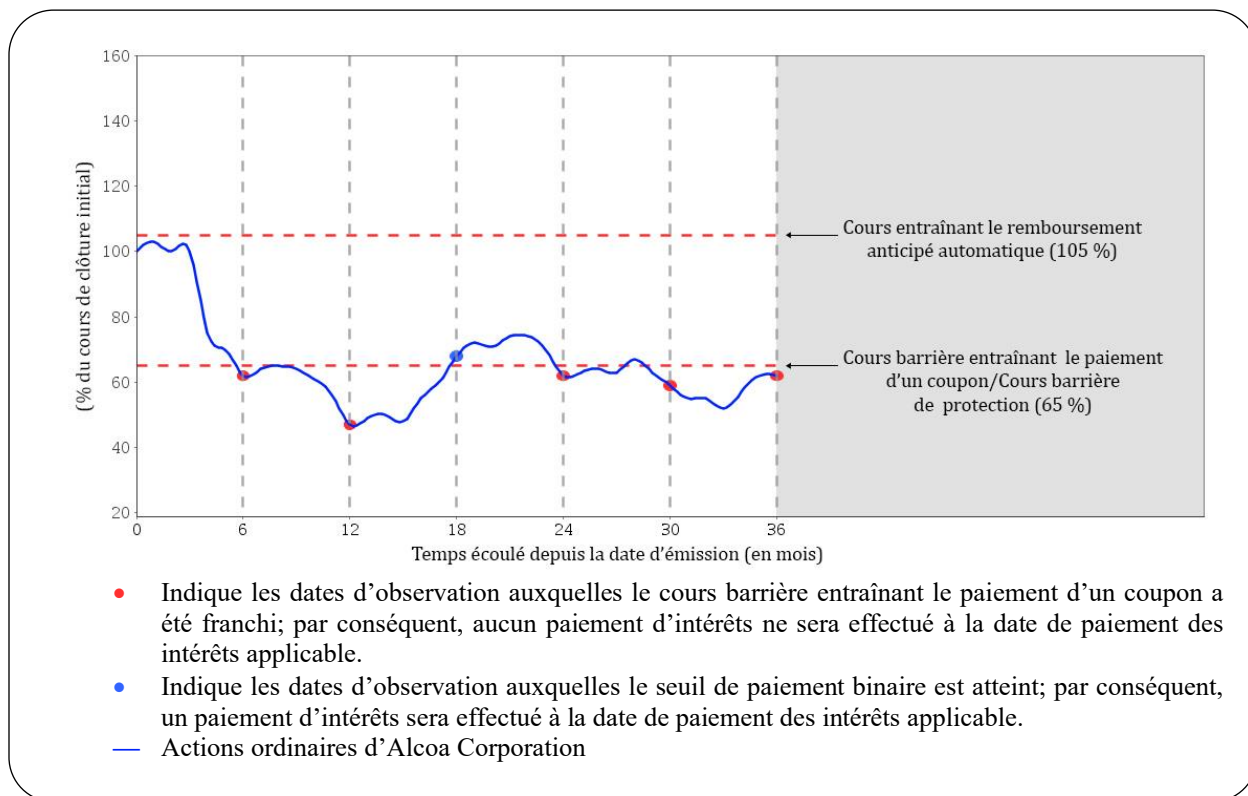 160
140
120
100
80
60
40
20
(% du cours de clôture initial)
0 6 12 18 24 30 36
Temps écoulé depuis la date d'émission (en mois)
Cours entraînant le remboursement
anticipé automatique (105 %)
Cours barrière entraînant le paiement
d'un coupon/Cours barrière
de protection (65 %)
• Indique les dates d'observation auxquelles le cours barrière entraînant le paiement d'un coupon a
été franchi; par conséquent, aucun paiement d'intérêts ne sera effectué à la date de paiement des
intérêts applicable.
• Indique les dates d'observation auxquelles le seuil de paiement binaire est atteint; par conséquent,
un paiement d'intérêts sera effectué à la date de paiement des intérêts applicable.
— Actions ordinaires d'Alcoa Corporation